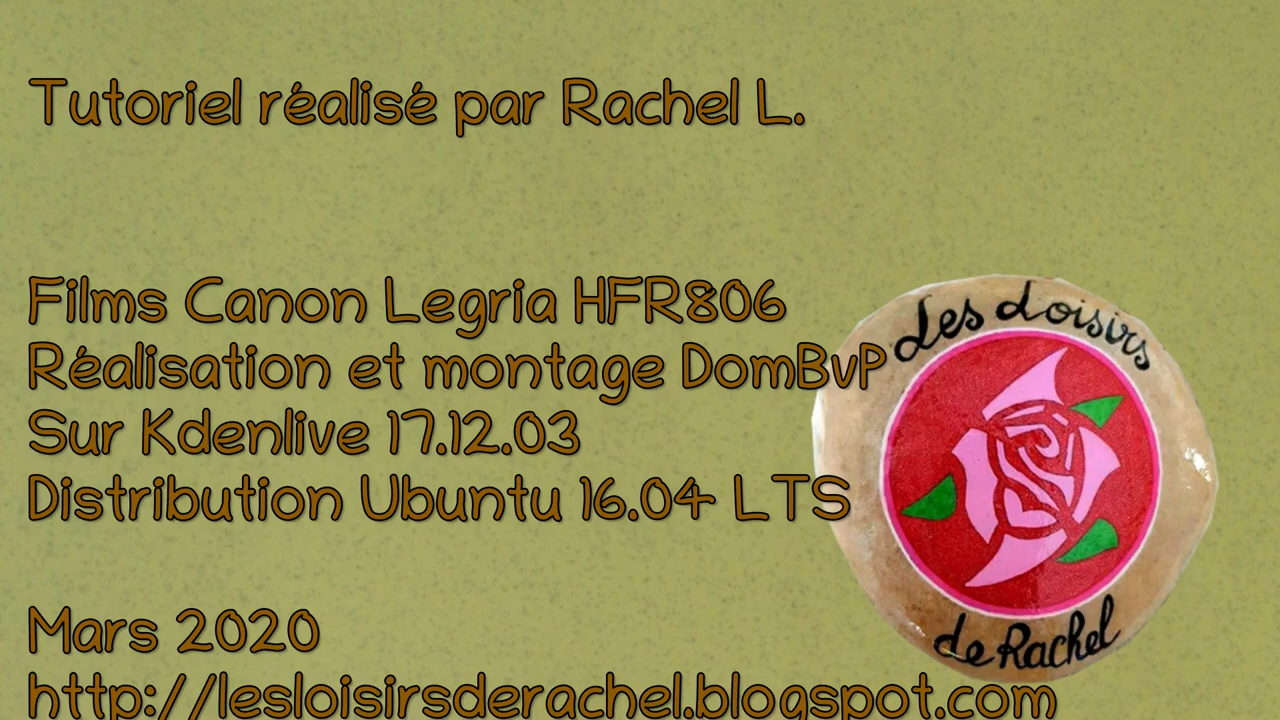 Tutoriel réalisé par Rachel L.
Films Canon Legria HFR806
Réalisation et montage DomBvP
Sur Kdenlive 17.12.03
Distribution Ubuntu 16.04 LTS
Mars 2020
http://lesloisirsderachel.blogspot.com
Les Loisirs
de Rachel